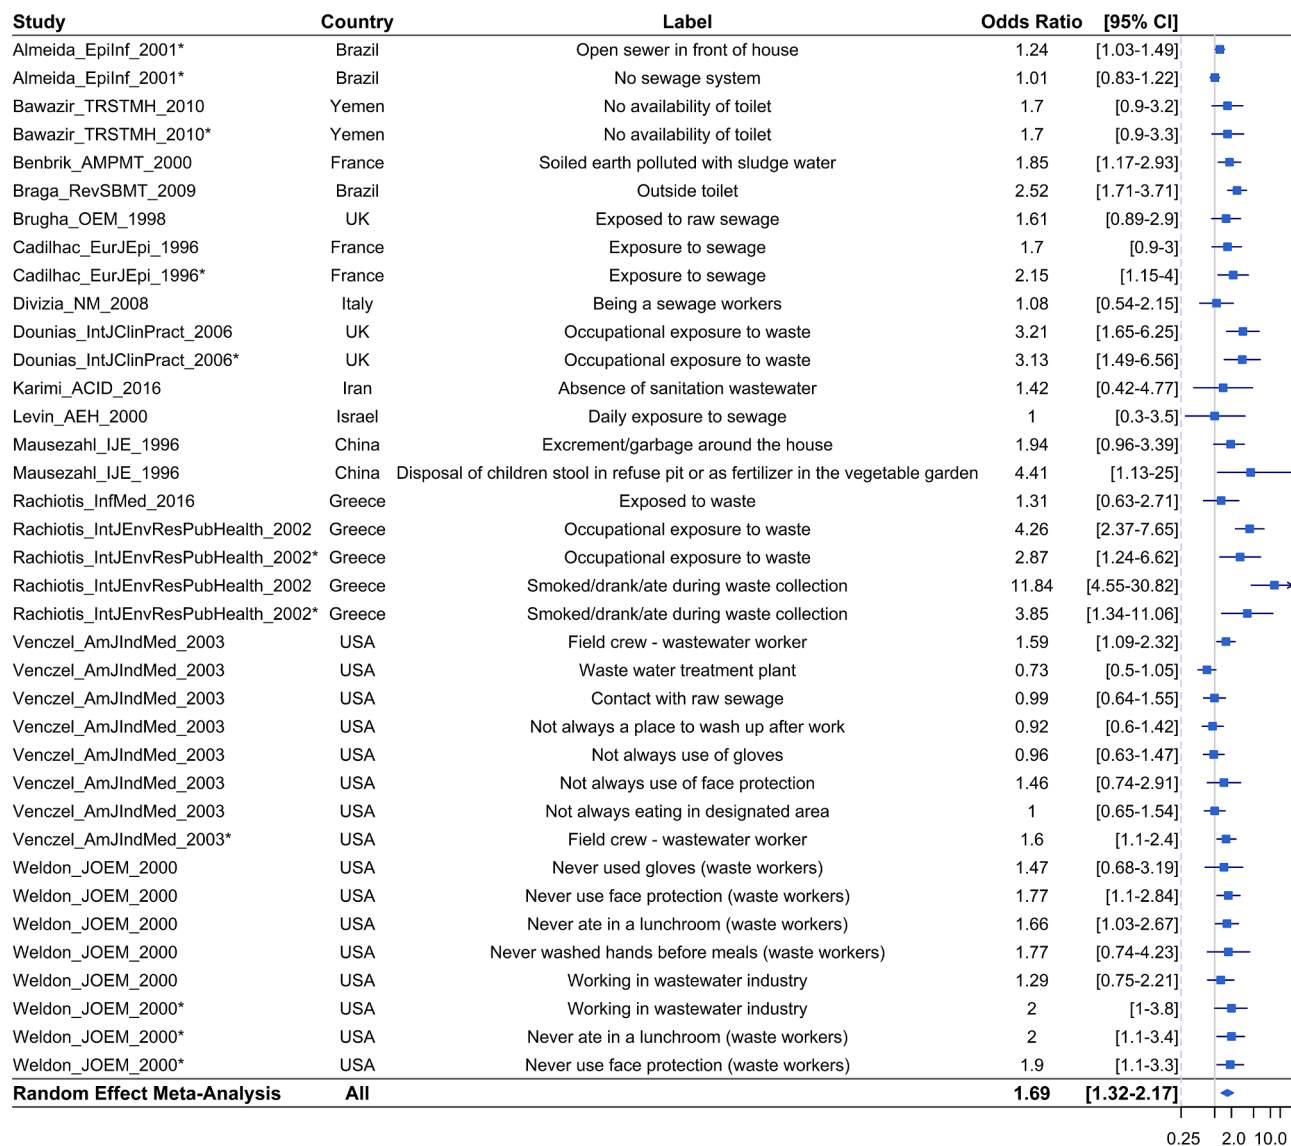 Study Country Label Odds Ratio [95% CI]
Almeida_EpiInf_2001* Brazil Open sewer in front of house 1.24 [1.03-1.49]
Almeida_EpiInf_2001* Brazil No sewage system 1.01 [0.83-1.22]
Bawazir_TRSTMH_2010 Yemen No availability of toilet 1.7 [0.9-3.2]
Bawazir_TRSTMH_2010* Yemen No availability of toilet 1.7 [0.9-3.3]
Benbrik_AMPMT_2000 France Soiled earth polluted with sludge water 1.85 [1.17-2.93]
Braga_RevSBMT_2009 Brazil Outside toilet 2.52 [1.71-3.71]
Brugha_OEM_1998 UK Exposed to raw sewage 1.61 [0.89-2.9]
Cadilhac_EurJEpi_1996 France Exposure to sewage 1.7 [0.9-3]
Cadilhac_EurJEpi_1996* France Exposure to sewage 2.15 [1.15-4]
Divizia_NM_2008 Italy Being a sewage workers 1.08 [0.54-2.15]
Dounias_IntJClinPract_2006 UK Occupational exposure to waste 3.21 [1.65-6.25]
Dounias_IntJClinPract_2006* UK Occupational exposure to waste 3.13 [1.49-6.56]
Karimi_ACID_2016 Iran Absence of sanitation wastewater 1.42 [0.42-4.77]
Levin_AEH_2000 Israel Daily exposure to sewage 1 [0.3-3.5]
Mausezahl_IJE_1996 China Excrement/garbage around the house 1.94 [0.96-3.39]
Mausezahl_IJE_1996 China Disposal of children stool in refuse pit or as fertilizer in the vegetable garden 4.41 [1.13-25]
Rachiotis_InfMed_2016 Greece Exposed to waste 1.31 [0.63-2.71]
Rachiotis_IntJEnvResPubHealth_2002 Greece Occupational exposure to waste 4.26 [2.37-7.65]
Rachiotis_IntJEnvResPubHealth_2002* Greece Occupational exposure to waste 2.87 [1.24-6.62]
Rachiotis_IntJEnvResPubHealth_2002 Greece Smoked/drank/ate during waste collection 11.84 [4.55-30.82]
Rachiotis_IntJEnvResPubHealth_2002* Greece Smoked/drank/ate during waste collection 3.85 [1.34-11.06]
Venczel_AmJIndMed_2003 USA Field crew - wastewater worker 1.59 [1.09-2.32]
Venczel_AmJIndMed_2003 USA Waste water treatment plant 0.73 [0.5-1.05]
Venczel_AmJIndMed_2003 USA Contact with raw sewage 0.99 [0.64-1.55]
Venczel_AmJIndMed_2003 USA Not always a place to wash up after work 0.92 [0.6-1.42]
Venczel_AmJIndMed_2003 USA Not always use of gloves 0.96 [0.63-1.47]
Venczel_AmJIndMed_2003 USA Not always use of face protection 1.46 [0.74-2.91]
Venczel_AmJIndMed_2003 USA Not always eating in designated area 1 [0.65-1.54]
Venczel_AmJIndMed_2003* USA Field crew - wastewater worker 1.6 [1.1-2.4]
Weldon_JOEM_2000 USA Never used gloves (waste workers) 1.47 [0.68-3.19]
Weldon_JOEM_2000 USA Never use face protection (waste workers) 1.77 [1.1-2.84]
Weldon_JOEM_2000 USA Never ate in a lunchroom (waste workers) 1.66 [1.03-2.67]
Weldon_JOEM_2000 USA Never washed hands before meals (waste workers) 1.77 [0.74-4.23]
Weldon_JOEM_2000 USA Working in wastewater industry 1.29 [0.75-2.21]
Weldon_JOEM_2000* USA Working in wastewater industry 2 [1-3.8]
Weldon_JOEM_2000* USA Never ate in a lunchroom (waste workers) 2 [1.1-3.4]
Weldon_JOEM_2000* USA Never use face protection (waste workers) 1.9 [1.1-3.3]
Random Effect Meta-Analysis All 1.69 [1.32-2.17]
0.25 2.0 10.0